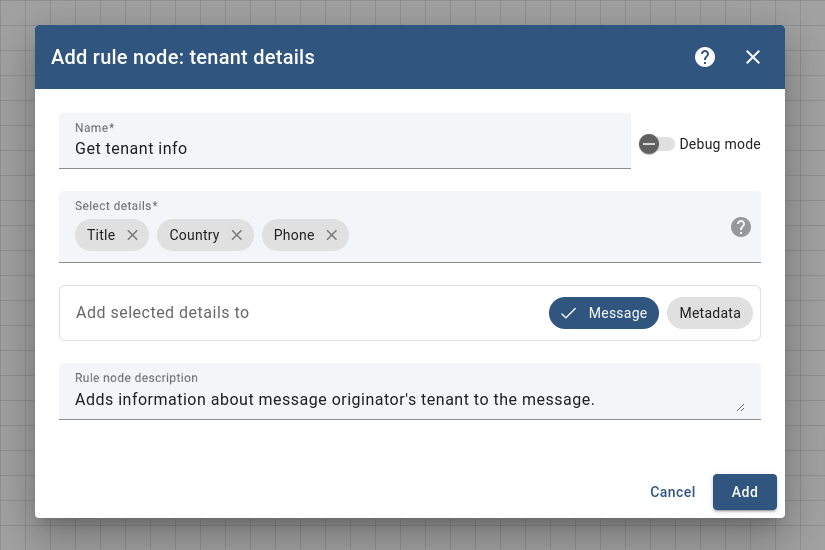 Add rule node: tenant details
Name*
Get tenant info
Debug mode
Select details*
Title
Country
Phone
Add selected details to
Message
Metadata
Rule node description
Adds information about message originator's tenant to the message.
Cancel
Add